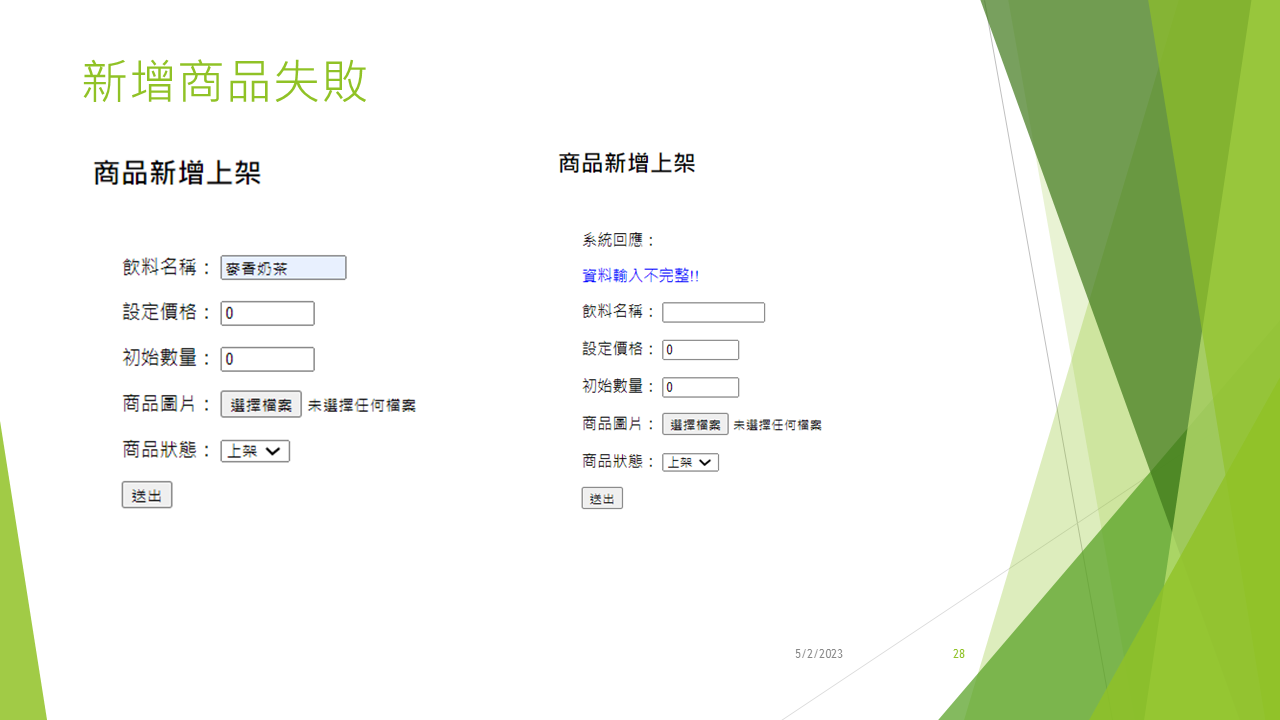 新增商品失敗
商品新增上架
飲料名稱： 麥香奶茶
設定價格： 0
初始數量： 0
商品圖片： 選擇檔案 未選擇任何檔案
商品狀態： 上架
送出
商品新增上架
系統回應：
資料輸入不完整!!
飲料名稱：
設定價格： 0
初始數量： 0
商品圖片： 選擇檔案 未選擇任何檔案
商品狀態： 上架
送出
5/2/2023
28